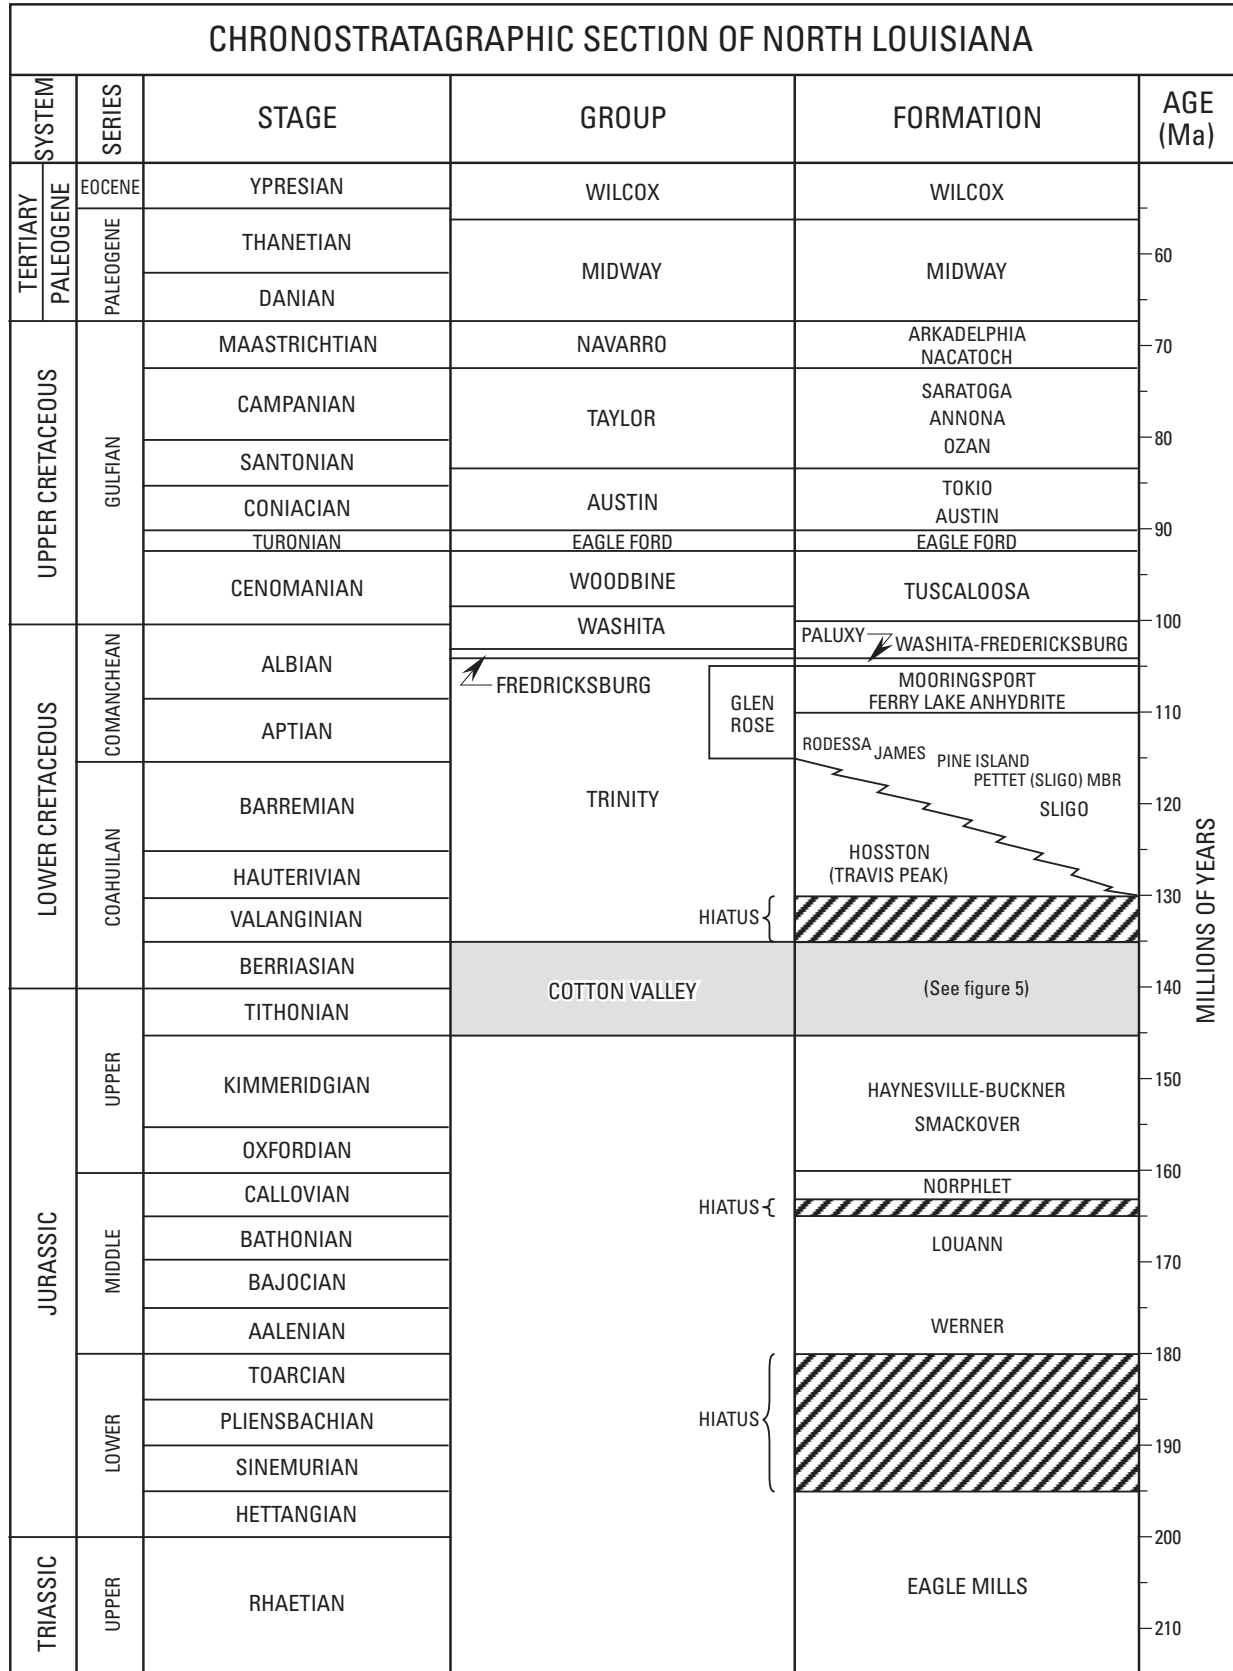 CHRONOSTRATAGRAPHIC SECTION OF NORTH LOUISIANA
SYSTEM
SERIES
STAGE
GROUP
FORMATION
AGE
(Ma)
TERTIARY
PALEOGENE
EOCENE
PALEOGENE
YPRESIAN
THANETIAN
DANIAN
WILCOX
MIDWAY
WILCOX
MIDWAY
UPPER CRETACEOUS
GULFIAN
MAASTRICHTIAN
CAMPANIAN
SANTONIAN
CONIACIAN
TURONIAN
CENOMANIAN
NAVARRO
TAYLOR
AUSTIN
EAGLE FORD
WOODBINE
WASHITA
FREDRICKSBURG
ARKADELPHIA
NACATOCH
SARATOGA
ANNONA
OZAN
TOKIO
AUSTIN
EAGLE FORD
TUSCALOOSA
PALUXY
WASHITA-FREDERICKSBURG
LOWER CRETACEOUS
COMANCHEAN
COAHUILAN
ALBIAN
APTIAN
BARREMIAN
HAUTERIVIAN
VALANGINIAN
BERRIASIAN
TRINITY
GLEN
ROSE
HIATUS
COTTON VALLEY
MOORINGSPORT
FERRY LAKE ANHYDRITE
RODESSA
JAMES
PINE ISLAND
PETTET (SLIGO) MBR
SLIGO
HOSSTON
(TRAVIS PEAK)
(See figure 5)
JURASSIC
UPPER
MIDDLE
LOWER
TITHONIAN
KIMMERIDGIAN
OXFORDIAN
CALLOVIAN
BATHONIAN
BAJOCIAN
AALENIAN
TOARCIAN
PLIENSBACHIAN
SINEMURIAN
HETTANGIAN
HIATUS
HIATUS
HAYNESVILLE-BUCKNER
SMACKOVER
NORPHLET
LOUANN
WERNER
TRIASSIC
UPPER
RHAETIAN
EAGLE MILLS
60
70
80
90
100
110
120
130
140
150
160
170
180
190
200
210
MILLIONS OF YEARS